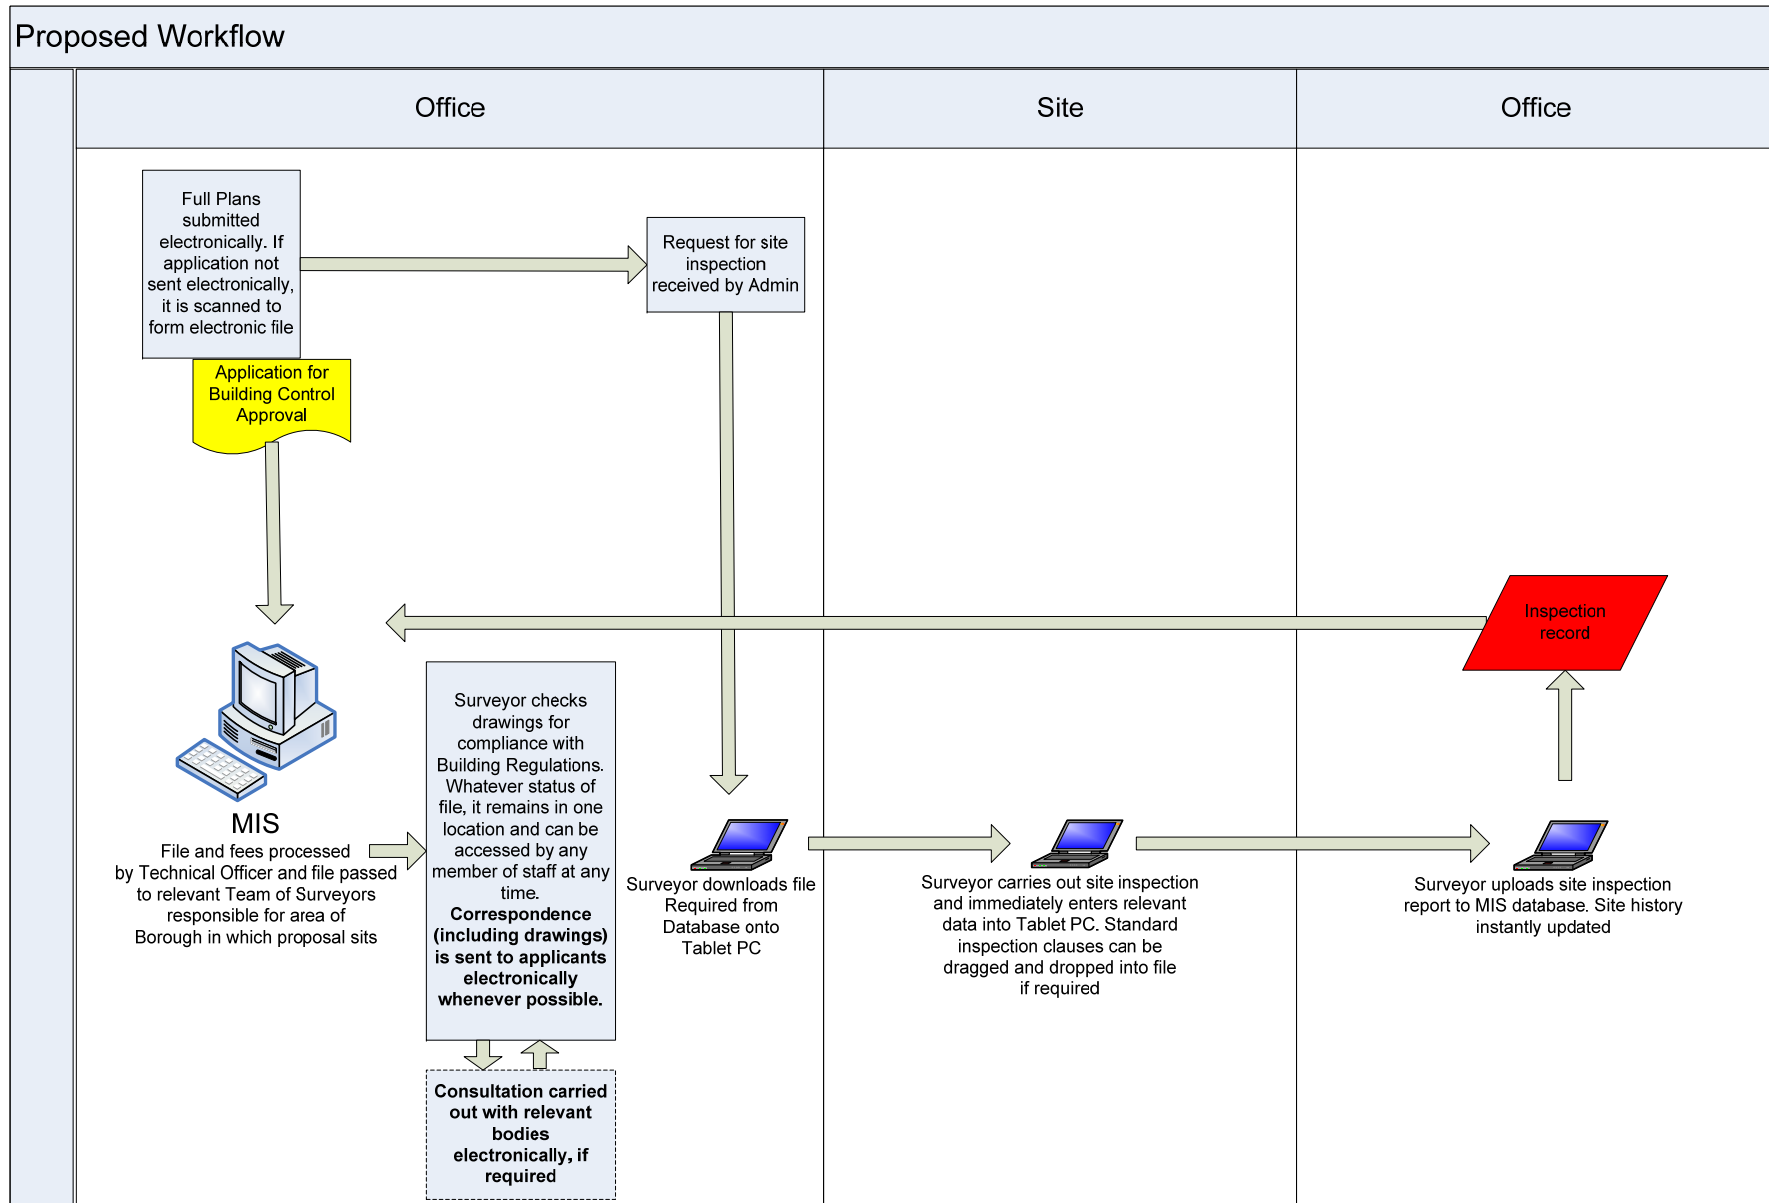 Proposed Workflow
Office
Site
Office
Full Plans
submitted
electronically. If
application not
sent electronically,
it is scanned to
form electronic file
Request for site
inspection
received by Admin
Application for
Building Control
Approval
Inspection
record
MIS
File and fees processed
by Technical Officer and file passed
to relevant Team of Surveyors
responsible for area of
Borough in which proposal sits
Surveyor checks
drawings for
compliance with
Building Regulations.
Whatever status of
file, it remains in one
location and can be
accessed by any
member of staff at any
time.
Correspondence
(including drawings)
is sent to applicants
electronically
whenever possible.
Consultation carried
out with relevant
bodies
electronically, if
required
Surveyor downloads file
Required from
Database onto
Tablet PC
Surveyor carries out site inspection
and immediately enters relevant
data into Tablet PC. Standard
inspection clauses can be
dragged and dropped into file
if required
Surveyor uploads site inspection
report to MIS database. Site history
instantly updated